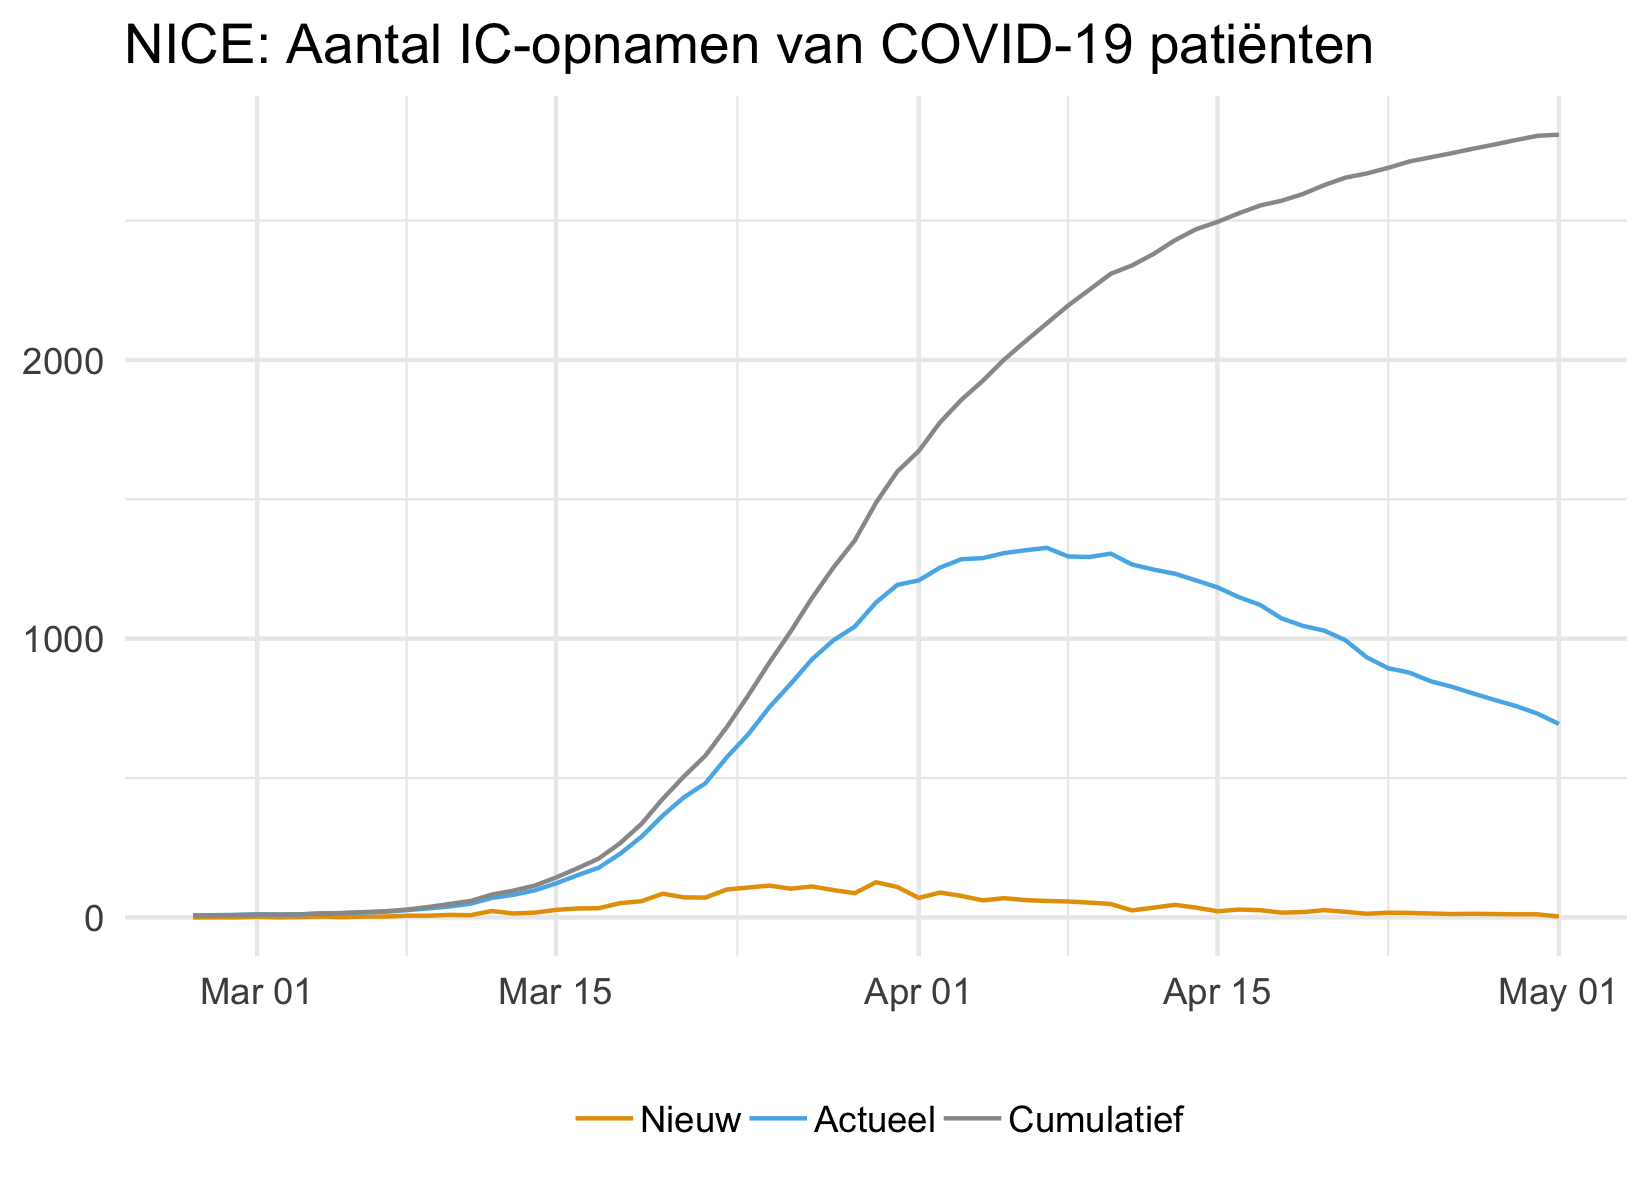 NICE: Aantal IC-opnamen van COVID-19 patiënten
2000
1000
0
Mar 01 Mar 15 Apr 01 Apr 15 May 01
Nieuw Actueel Cumulatief